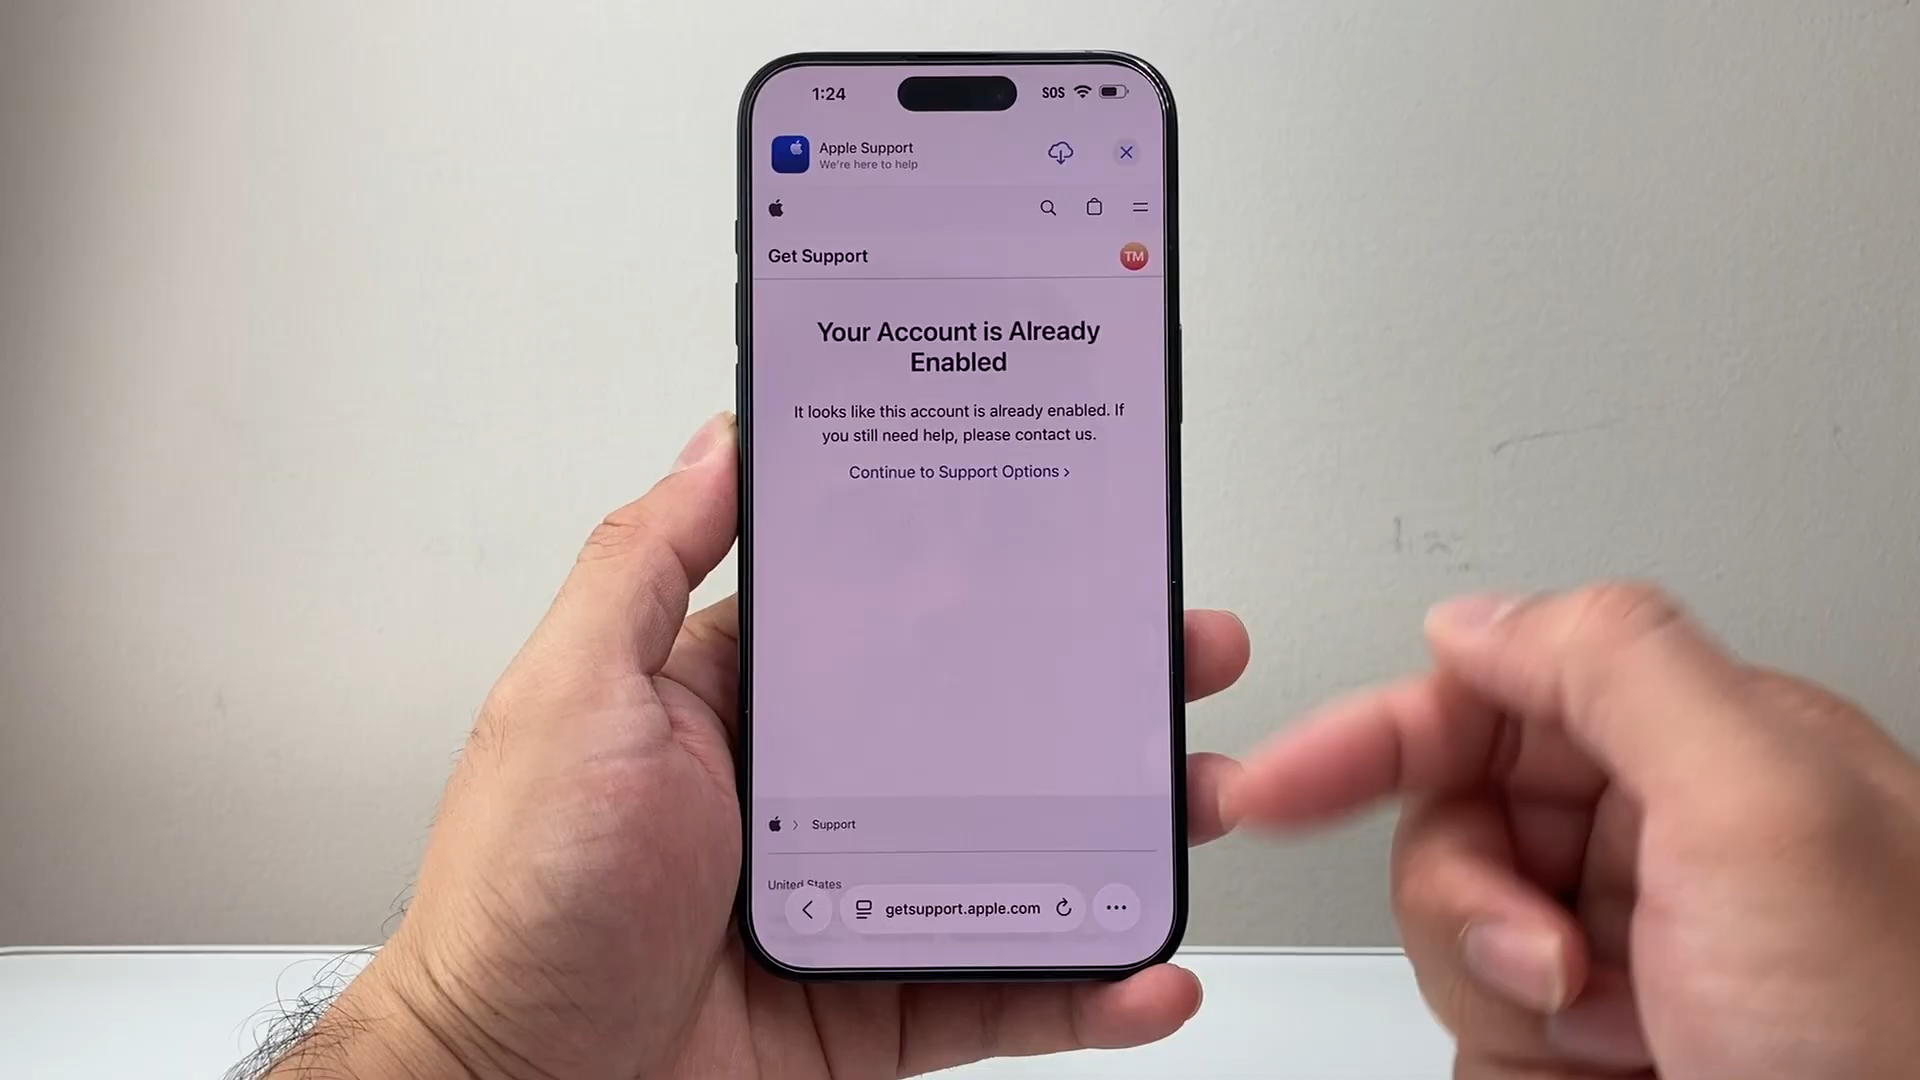 1:24
SOS
Apple Support
We're here to help
Get Support
TM
Your Account is Already
Enabled
It looks like this account is already enabled. If
you still need help, please contact us.
Continue to Support Options >
> Support
United States
getsupport.apple.com